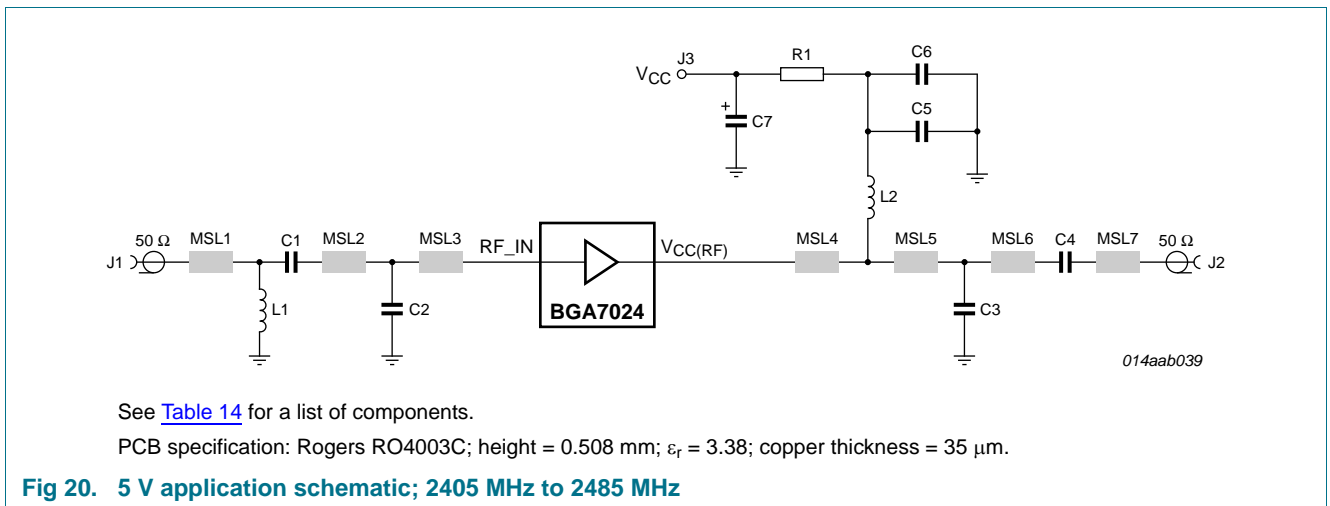 J3
R1
C6
VCC
+
C7
C5
L2
50 Ω
MSL1
C1
MSL2
MSL3
RF_IN
VCC(RF)
MSL4
MSL5
MSL6
C4
MSL7
50 Ω
J1
J2
L1
C2
BGA7024
C3
014aab039
See Table 14 for a list of components.
PCB specification: Rogers RO4003C; height = 0.508 mm; εr = 3.38; copper thickness = 35 μm.
Fig 20. 5 V application schematic; 2405 MHz to 2485 MHz